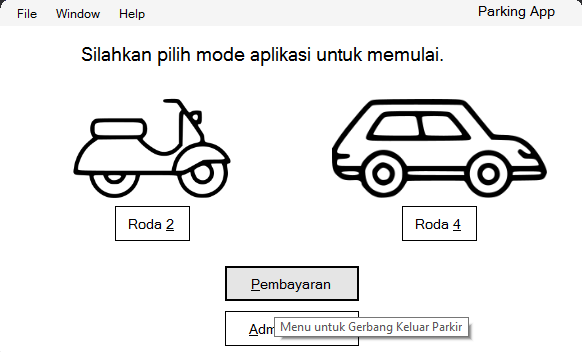 File Window Help Parking App
Silahkan pilih mode aplikasi untuk memulai.
Roda 2 Roda 4
Pembayaran
Adm
Menu untuk Gerbang Keluar Parkir